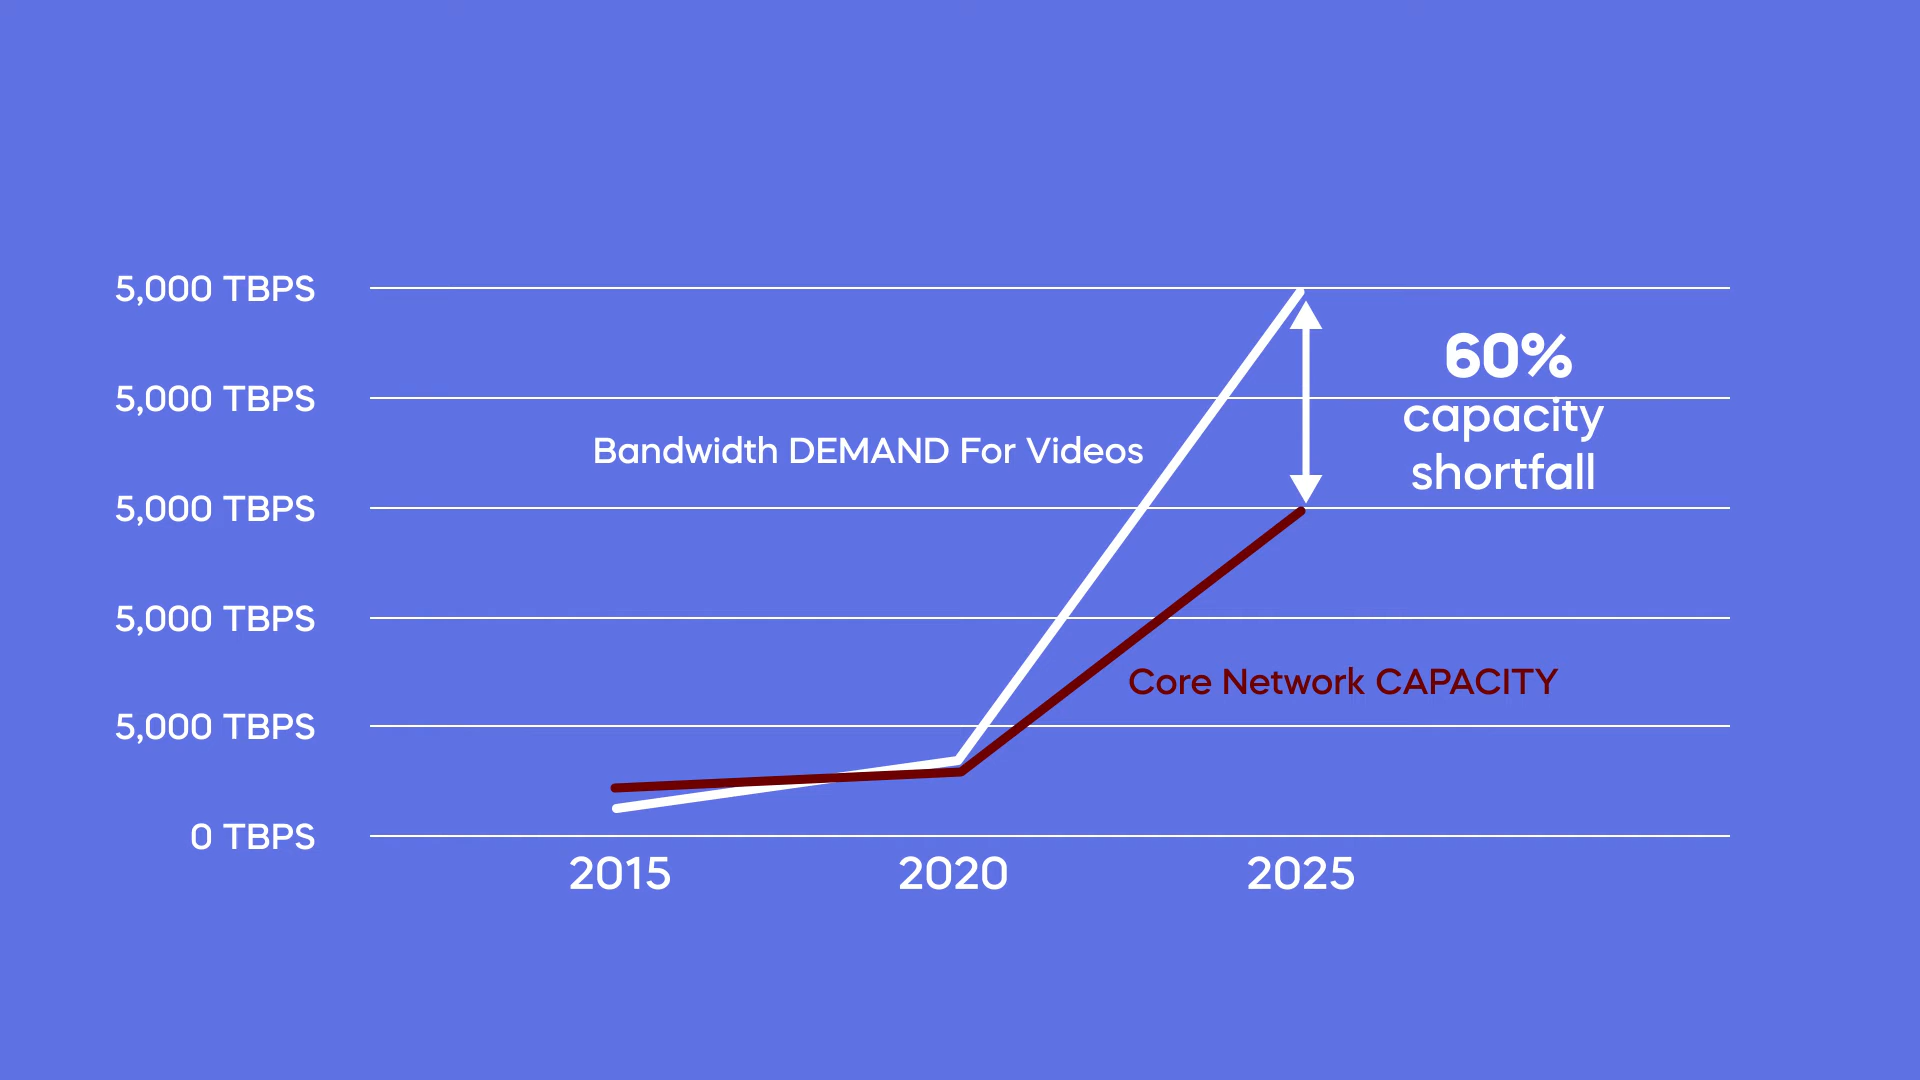 5,000 TBPS
5,000 TBPS
5,000 TBPS
5,000 TBPS
5,000 TBPS
0 TBPS
60%
capacity
shortfall
Bandwidth DEMAND For Videos
Core Network CAPACITY
2015
2020
2025